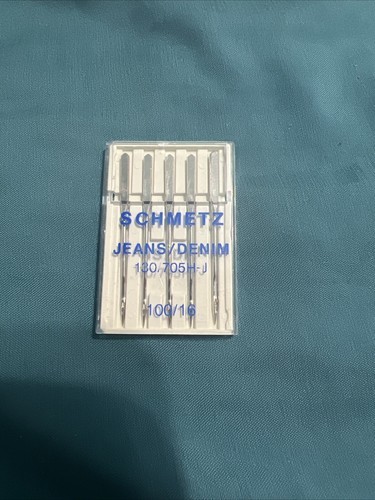 SCHMETZ
JEANS/DENIM
130/705H-J
100/16